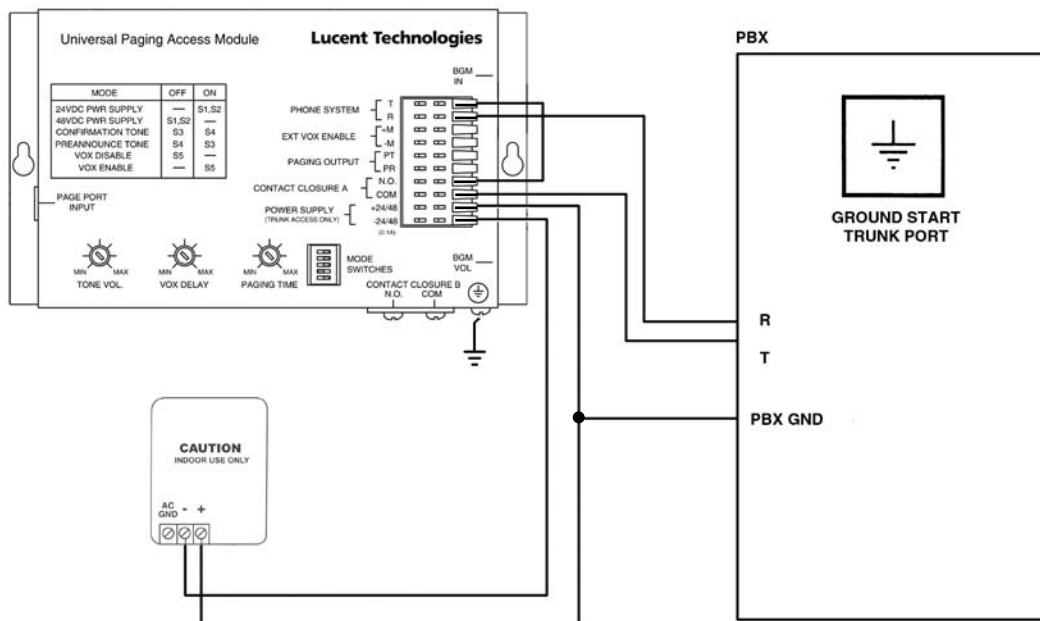 Universal Paging Access Module
Lucent Technologies
MODE OFF ON
24VDC PWR SUPPLY — S1,S2
48VDC PWR SUPPLY S1,S2 —
CONFIRMATION TONE S3 S4
PREANNOUNCE TONE S4 S3
VOX DISABLE S5 —
VOX ENABLE — S5
BGM
IN
PHONE SYSTEM
T
R
EXT VOX ENABLE
+M
-M
PAGING OUTPUT
PT
PR
CONTACT CLOSURE A
N.O.
COM
POWER SUPPLY
(TRUNK ACCESS ONLY)
+24/48
-24/48
(0.1A)
PAGE PORT
INPUT
MIN MAX
TONE VOL.
MIN MAX
VOX DELAY
MIN MAX
PAGING TIME
MODE
SWITCHES
BGM
VOL
CONTACT CLOSURE B
N.O. COM
PBX
GROUND START
TRUNK PORT
R
T
PBX GND
CAUTION
INDOOR USE ONLY
AC
GND - +